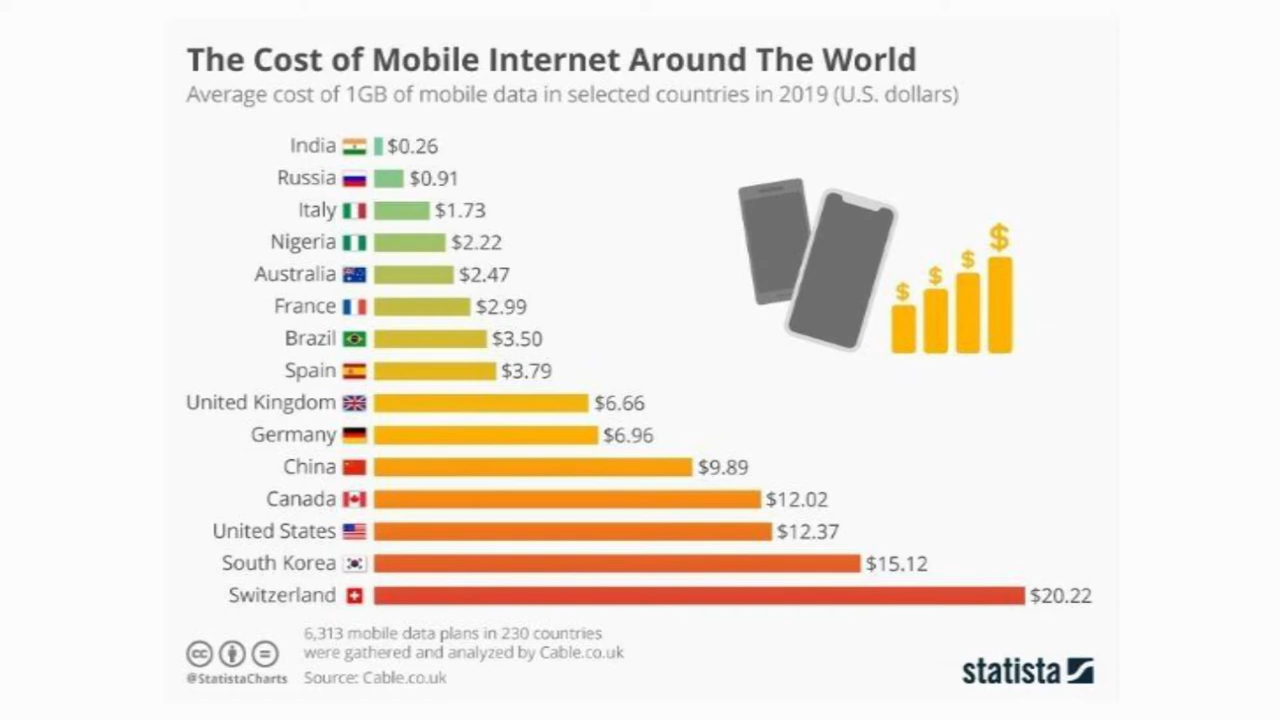 The Cost of Mobile Internet Around The World
Average cost of 1GB of mobile data in selected countries in 2019 (U.S. dollars)
India $0.26
Russia $0.91
Italy $1.73
Nigeria $2.22
Australia $2.47
France $2.99
Brazil $3.50
Spain $3.79
United Kingdom $6.66
Germany $6.96
China $9.89
Canada $12.02
United States $12.37
South Korea $15.12
Switzerland $20.22
$ $ $ $
6,313 mobile data plans in 230 countries
were gathered and analyzed by Cable.co.uk
cc
@StatistaCharts Source: Cable.co.uk
statista